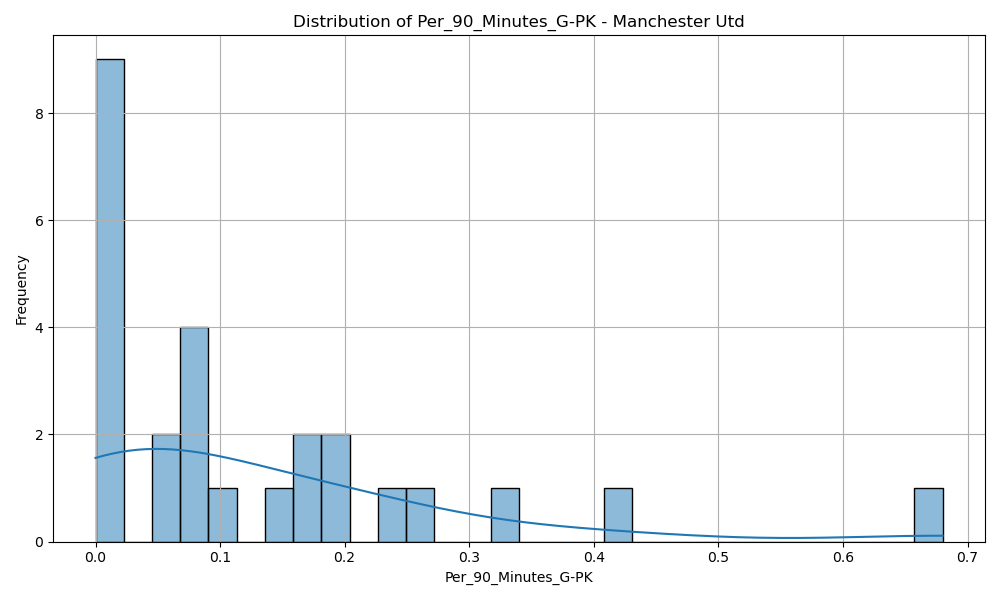 Distribution of Per_90_Minutes_G-PK - Manchester Utd
Frequency
8
6
4
2
0
0.0 0.1 0.2 0.3 0.4 0.5 0.6 0.7
Per_90_Minutes_G-PK